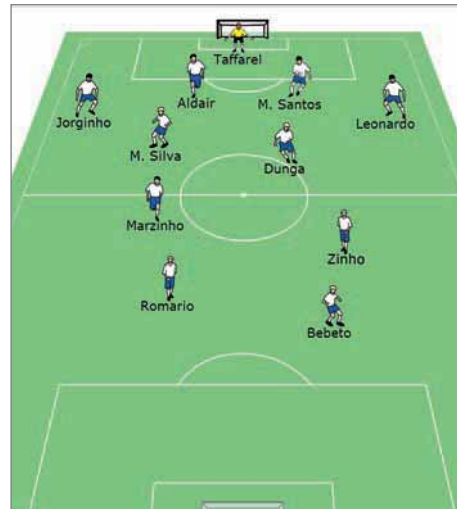 Taffarel
Aldair
M. Santos
Jorginho
Leonardo
M. Silva
Dunga
Marzinho
Zinho
Romario
Bebeto